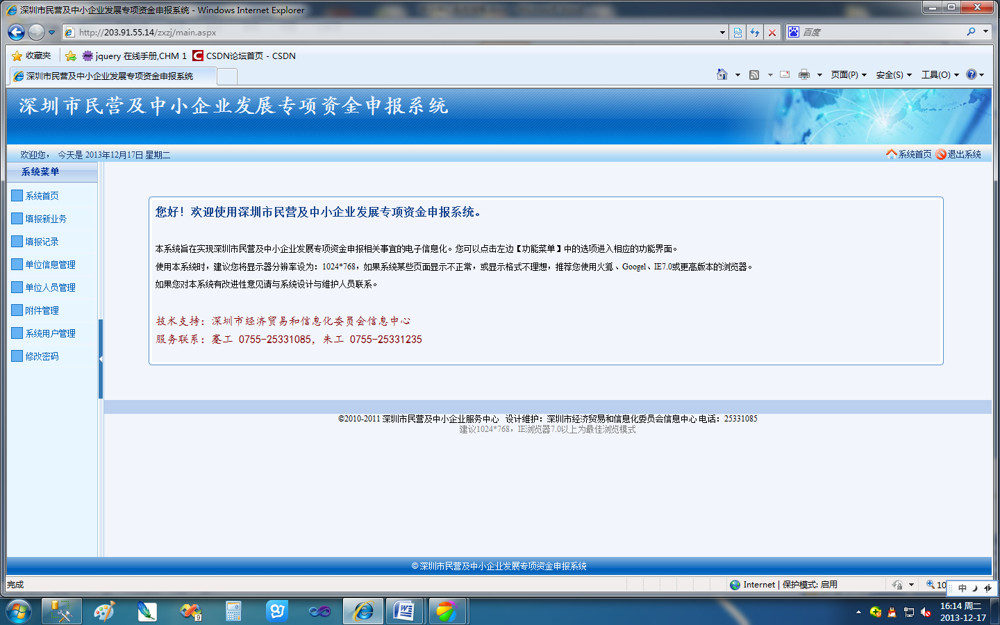 深圳市民营及中小企业发展专项资金申报系统 - Windows Internet Explorer
http://203.91.55.14/zxzj/main.aspx
百度
收藏夹
jquery 在线手册,CHM 1
CSDN论坛首页 - CSDN
深圳市民营及中小企业发展专项资金申报系统
页面(P) 安全(S) 工具(O)
深圳市民营及中小企业发展专项资金申报系统
欢迎您， 今天是 2013年12月17日 星期二
系统首页 退出系统
系统菜单
系统首页
填报新业务
填报记录
单位信息管理
单位人员管理
附件管理
系统用户管理
修改密码
您好！欢迎使用深圳市民营及中小企业发展专项资金申报系统。
本系统旨在实现深圳市民营及中小企业发展专项资金申报相关事宜的电子信息化。您可以点击左边【功能菜单】中的选项进入相应的功能界面。
使用本系统时，建议您将显示器分辨率设为：1024*768，如果系统某些页面显示不正常，或显示格式不理想，推荐您使用火狐、Googel、IE7.0或更高版本的浏览器。
如果您对本系统有改进性意见请与系统设计与维护人员联系。
技术支持：深圳市经济贸易和信息化委员会信息中心
服务联系：蹇工 0755-25331085，朱工 0755-25331235
©2010-2011 深圳市民营及中小企业服务中心 设计维护：深圳市经济贸易和信息化委员会信息中心 电话：25331085
建议1024*768，IE浏览器7.0以上为最佳浏览模式
© 深圳市民营及中小企业发展专项资金申报系统
完成
Internet | 保护模式: 启用
10
中
16:14 周二
2013-12-17